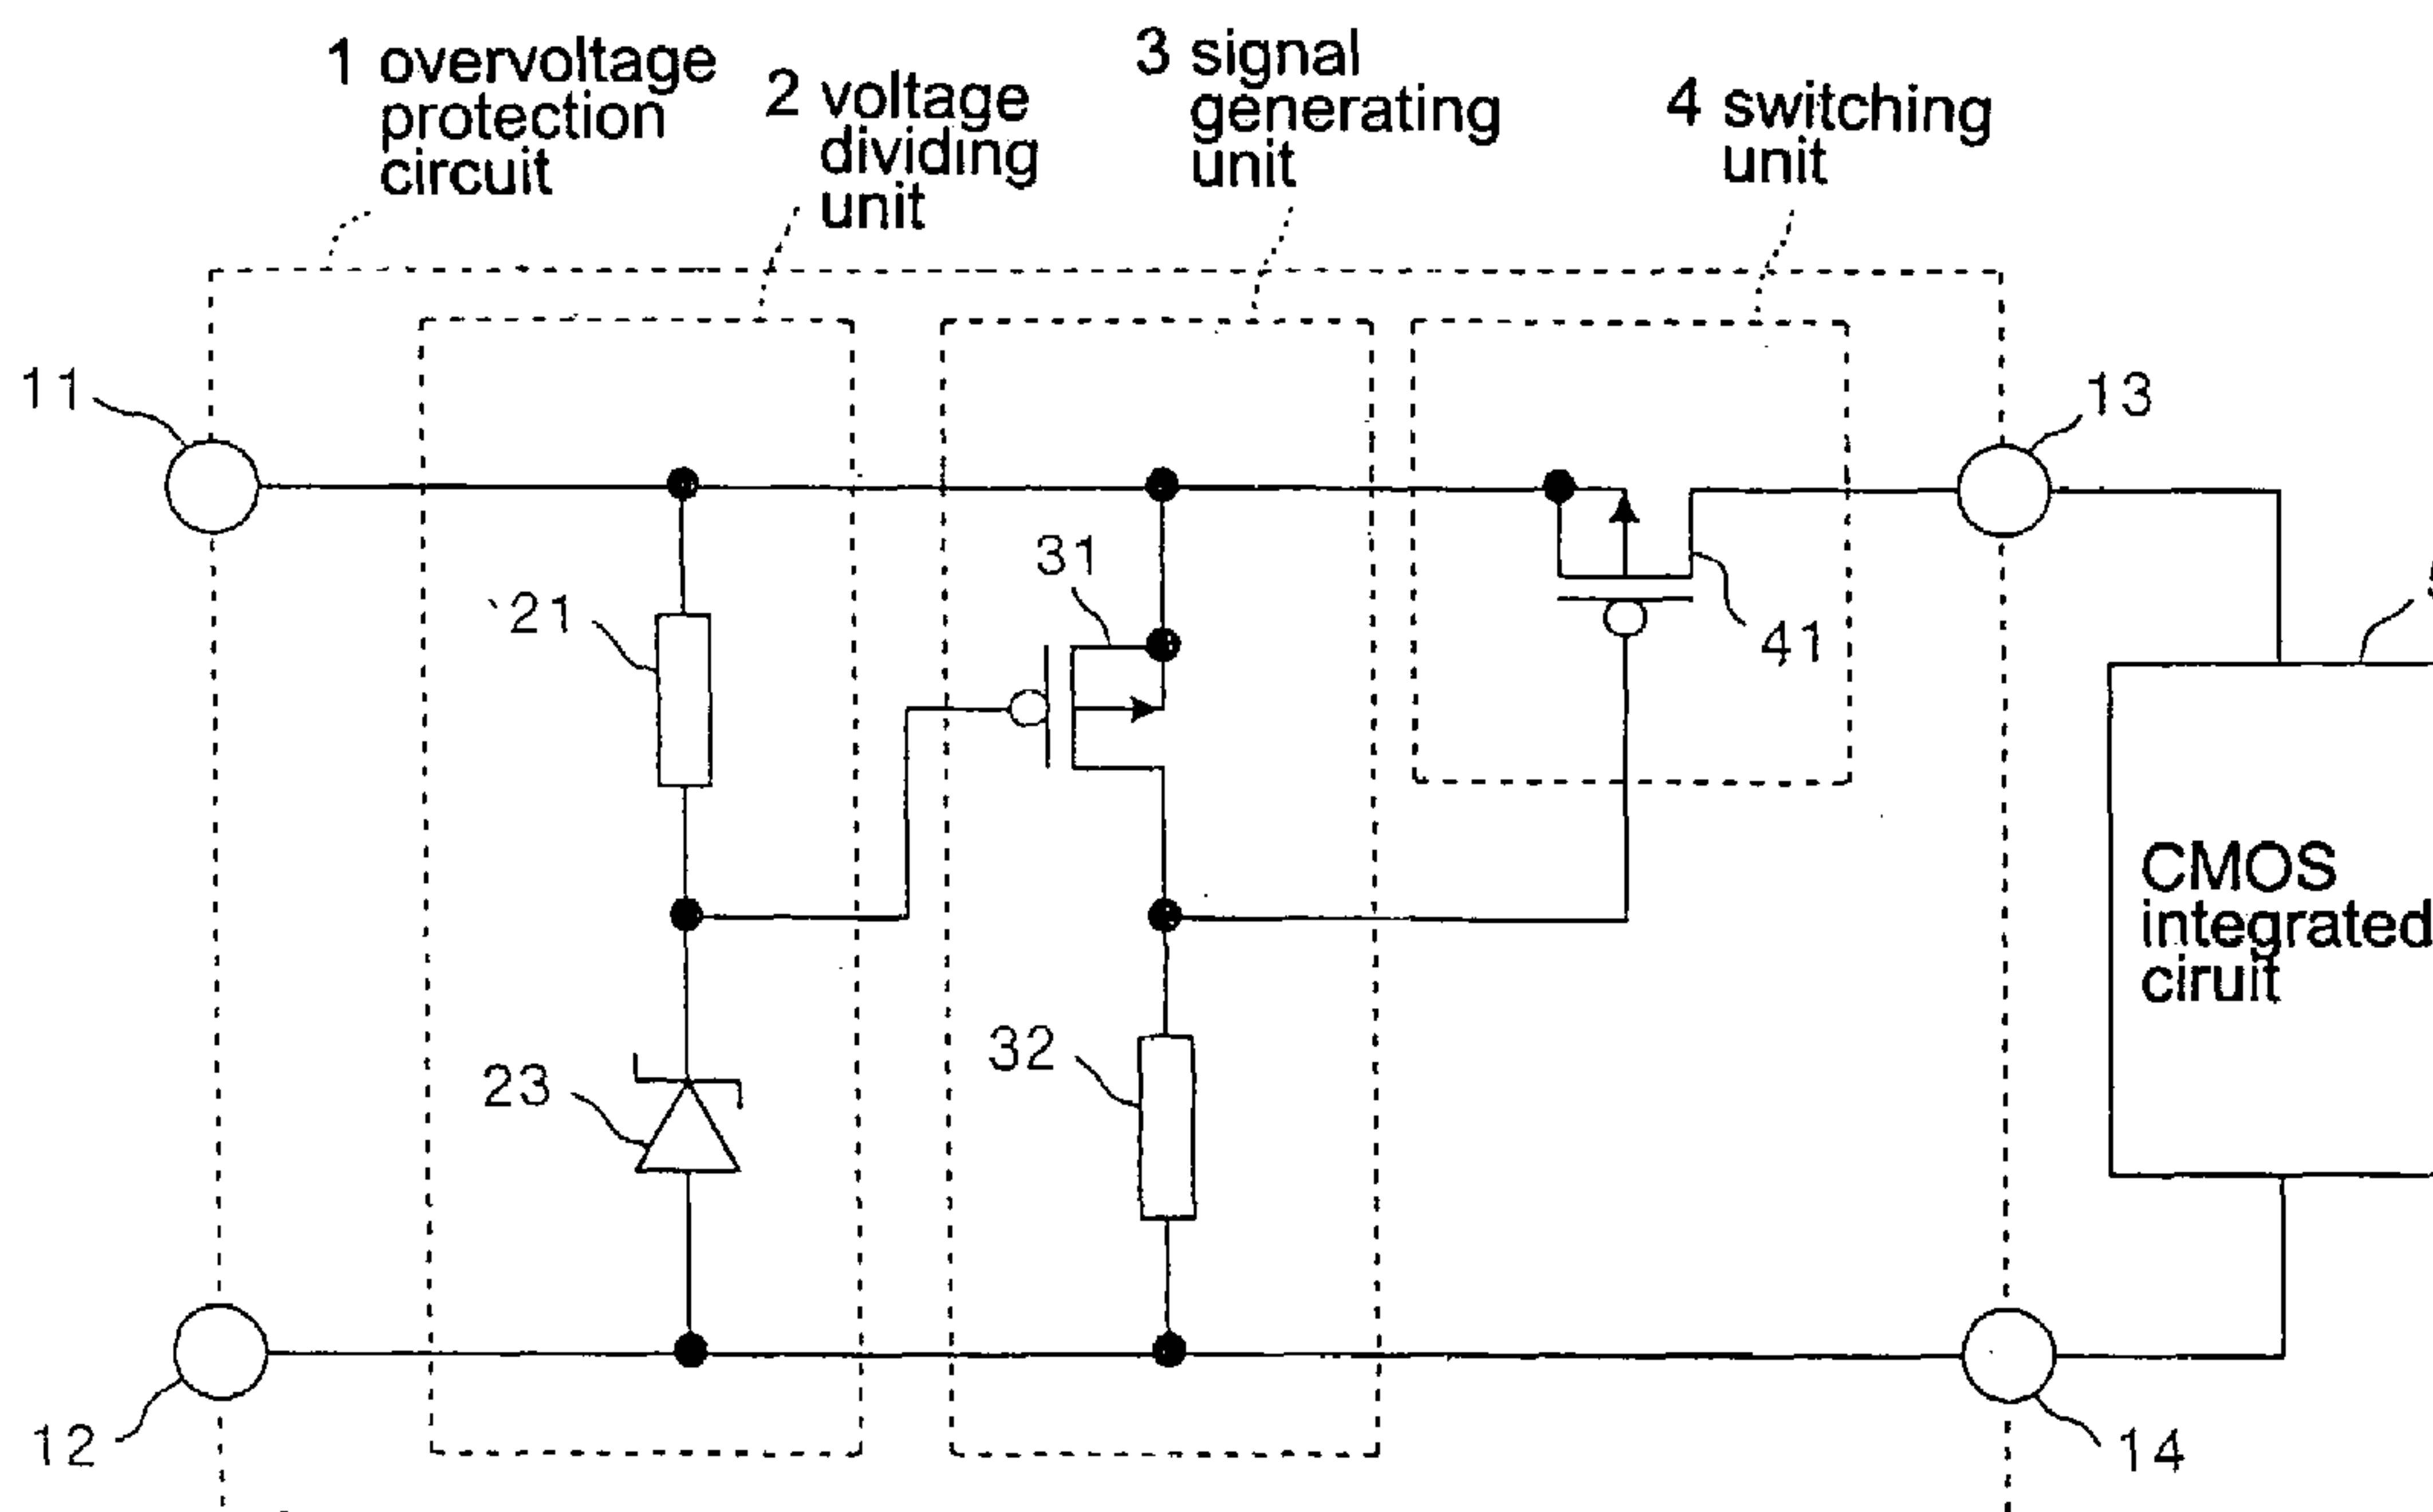 1 overvoltage
protection
circuit
2 voltage
dividing
unit
3 signal
generating
unit
4 switching
unit
11
13
31
21
41
CMOS
integrated
ciruit
32
23
12
14